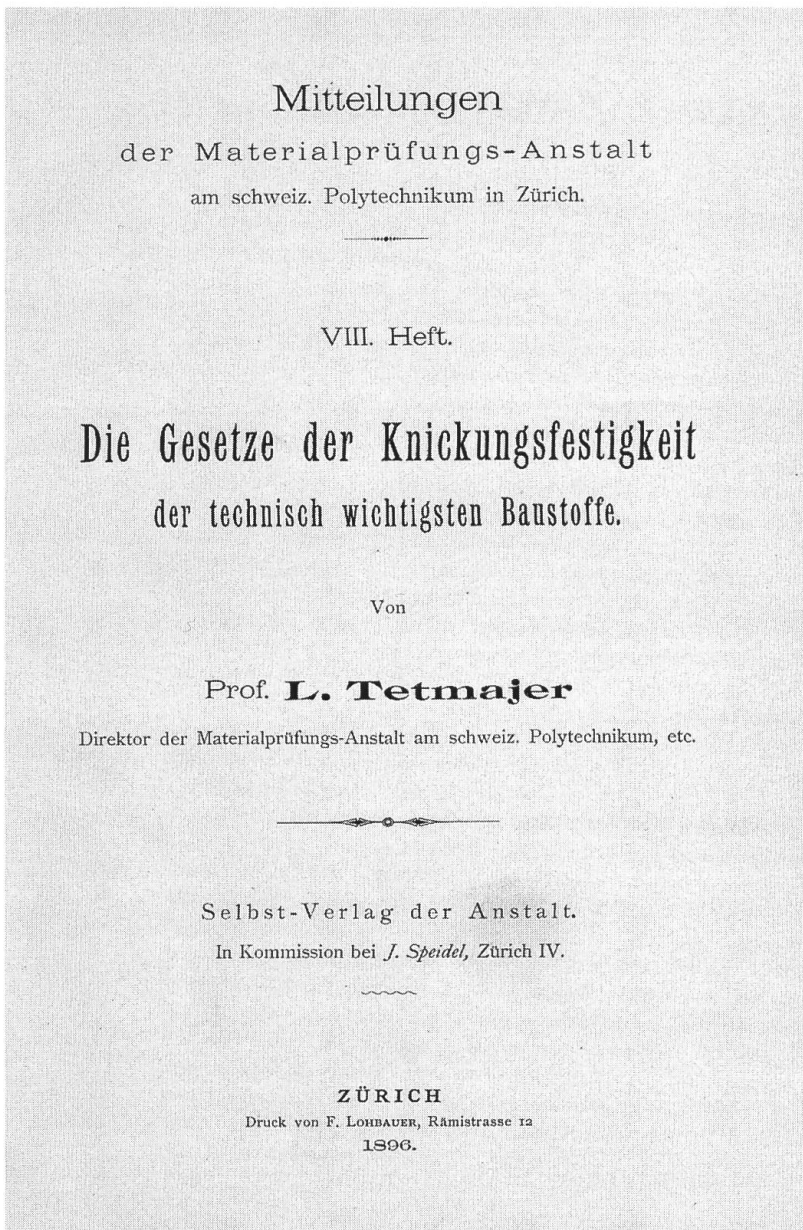 Mitteilungen
der Materialprüfungs-Anstalt
am schweiz. Polytechnikum in Zürich.
VIII. Heft.
Die Gesetze der Knickungsfestigkeit
der technisch wichtigsten Baustoffe.
Von
Prof. L. Tetmajer
Direktor der Materialprüfungs-Anstalt am schweiz. Polytechnikum, etc.
Selbst-Verlag der Anstalt.
In Kommission bei J. Speidel, Zürich IV.
ZÜRICH
Druck von F. LOHBAUER, Rämistrasse 12
1896.